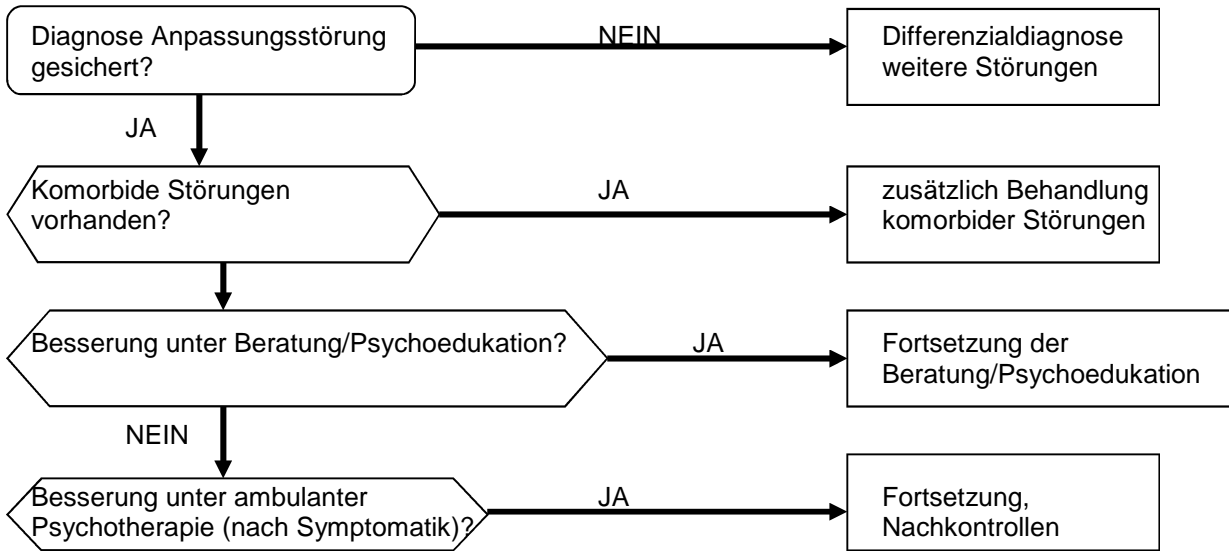 Diagnose Anpassungsstörung
gesichert?
NEIN
Differenzialdiagnose
weitere Störungen
JA
Komorbide Störungen
vorhanden?
JA
zusätzlich Behandlung
komorbider Störungen
Besserung unter Beratung/Psychoedukation?
JA
Fortsetzung der
Beratung/Psychoedukation
NEIN
Besserung unter ambulanter
Psychotherapie (nach Symptomatik)?
JA
Fortsetzung,
Nachkontrollen